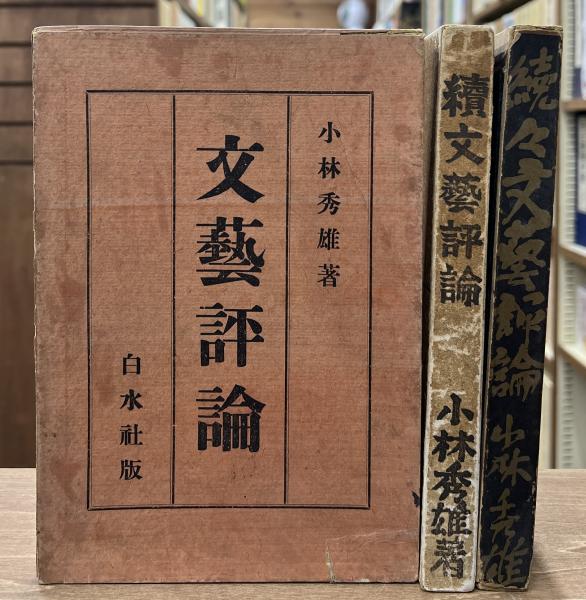 小林秀雄著
文藝評論
白水社版
續文藝評論
小林秀雄著
続々文藝評論
小林秀雄